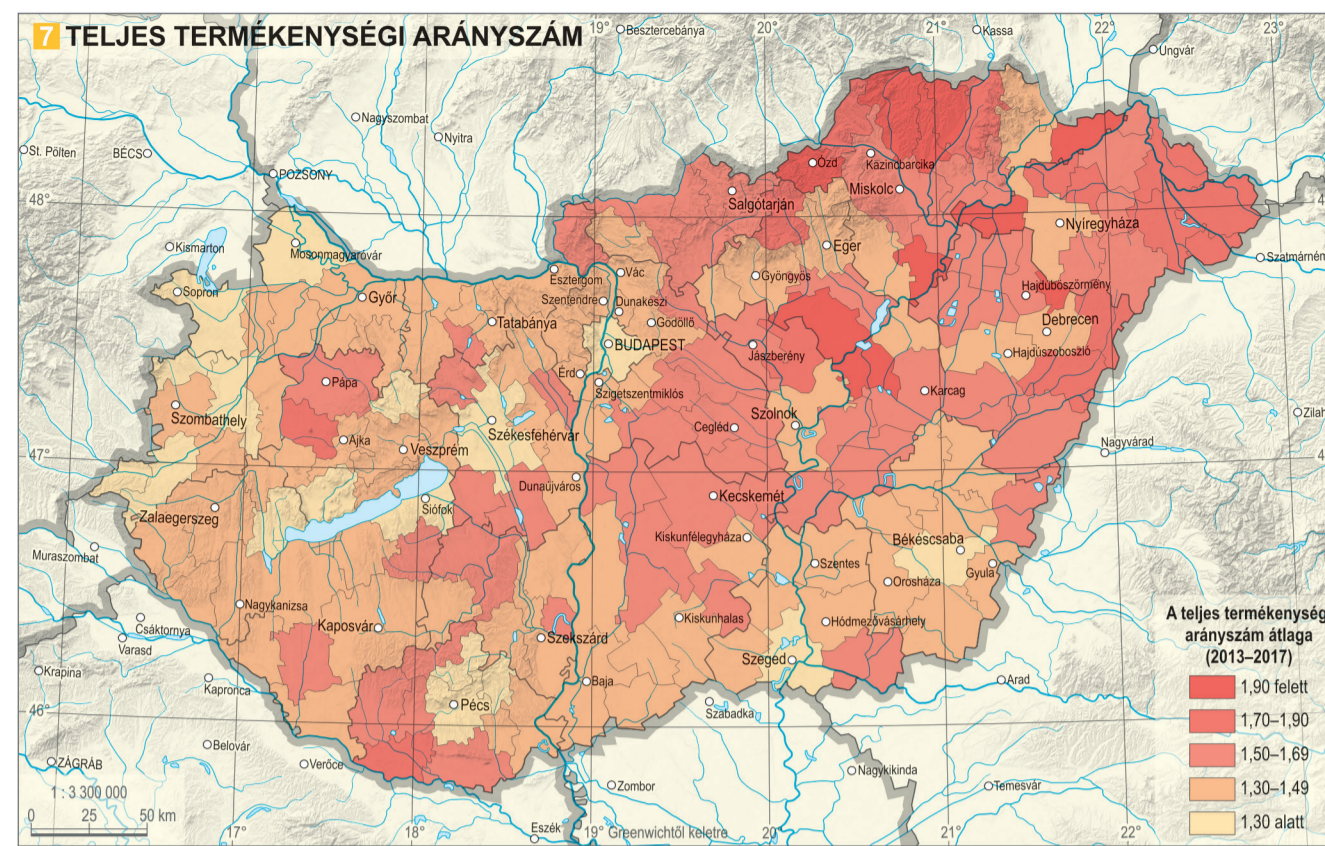 7 TELJES TERMÉKENYSÉGI ARÁNYSZÁM
19°
Besztercebánya
20°
21°
Kassa
22°
Ungvár
23°
Nagyszombat
Nyitra
St. Pölten
BÉCS
POZSONY
Ózd
Kazincbarcika
Miskolc
Salgótarján
48°
Nyíregyháza
Kismarton
Mosonmagyaróvár
Eger
Szatmárném
Sopron
Győr
Esztergom
Vác
Gyöngyös
Hajdúböszörmény
Szentendre
Dunakeszi
Tatabánya
Gödöllő
Debrecen
BUDAPEST
Jászberény
Hajdúszoboszló
Pápa
Érd
Szigetszentmiklós
Karcag
Szombathely
Szolnok
Zilah
Székesfehérvár
Cegléd
Ajka
Veszprém
Nagyvárad
47°
Dunaújváros
Kecskemét
Siófok
Zalaegerszeg
Kiskunfélegyháza
Békéscsaba
Muraszombat
Szentes
Gyula
Orosháza
Nagykanizsa
Csáktornya
Kaposvár
Kiskunhalas
Hódmezővásárhely
Varasd
Szekszárd
Szeged
Krapina
Kapronca
Baja
Arad
Pécs
Szabadka
46°
Belovár
ZÁGRÁB
Verőce
Nagykikinda
Zombor
Temesvár
Eszék
A teljes termékenység
arányszám átlaga
(2013–2017)
1,90 felett
1,70–1,90
1,50–1,69
1,30–1,49
1,30 alatt
1 : 3 300 000
0 25 50 km
17°
18°
19° Greenwichtől keletre
20°
21°
22°